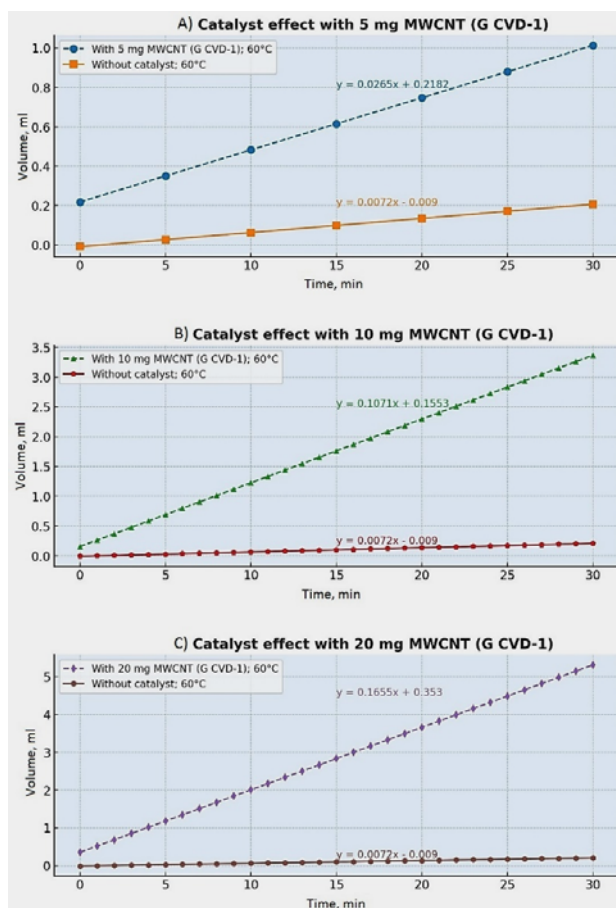 A) Catalyst effect with 5 mg MWCNT (G CVD-1)
With 5 mg MWCNT (G CVD-1); 60°C
Without catalyst; 60°C
1.0
0.8
0.6
0.4
0.2
0.0
Volume, ml
y = 0.0265x + 0.2182
y = 0.0072x - 0.009
0 5 10 15 20 25 30
Time, min
B) Catalyst effect with 10 mg MWCNT (G CVD-1)
With 10 mg MWCNT (G CVD-1); 60°C
Without catalyst; 60°C
3.5
3.0
2.5
2.0
1.5
1.0
0.5
0.0
Volume, ml
y = 0.1071x + 0.1553
y = 0.0072x - 0.009
0 5 10 15 20 25 30
Time, min
C) Catalyst effect with 20 mg MWCNT (G CVD-1)
With 20 mg MWCNT (G CVD-1); 60°C
Without catalyst; 60°C
5
4
3
2
1
0
Volume, ml
y = 0.1655x + 0.353
y = 0.0072x - 0.009
0 5 10 15 20 25 30
Time, min